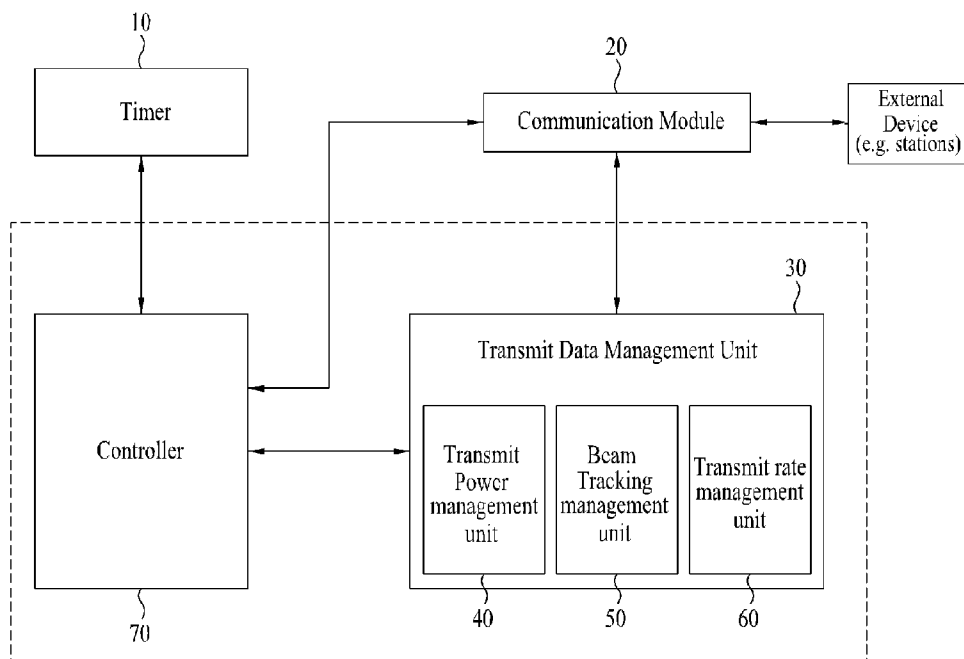 10
Timer
20
Communication Module
External
Device
(e.g. stations)
30
Transmit Data Management Unit
Controller
Transmit
Power
management
unit
Beam
Tracking
management
unit
Transmit rate
management
unit
70
40
50
60